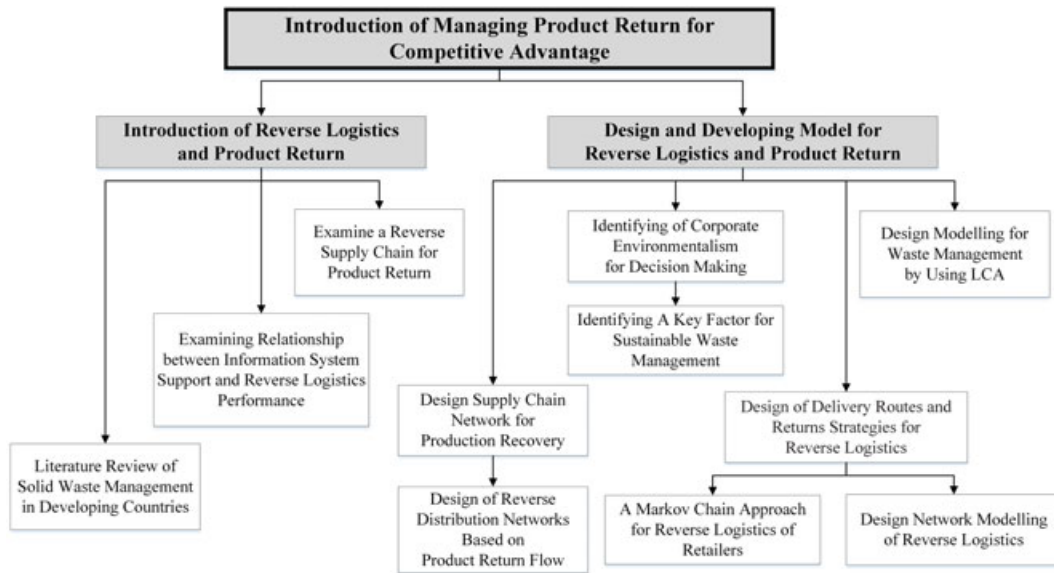 Introduction of Managing Product Return for
Competitive Advantage
Introduction of Reverse Logistics
and Product Return
Design and Developing Model for
Reverse Logistics and Product Return
Examine a Reverse
Supply Chain for
Product Return
Identifying of Corporate
Environmentalism
for Decision Making
Design Modelling for
Waste Management
by Using LCA
Examining Relationship
between Information System
Support and Reverse Logistics
Performance
Identifying A Key Factor for
Sustainable Waste
Management
Design Supply Chain
Network for
Production Recovery
Design of Delivery Routes and
Returns Strategies for
Reverse Logistics
Literature Review of
Solid Waste Management
in Developing Countries
Design of Reverse
Distribution Networks
Based on
Product Return Flow
A Markov Chain Approach
for Reverse Logistics of
Retailers
Design Network Modelling
of Reverse Logistics